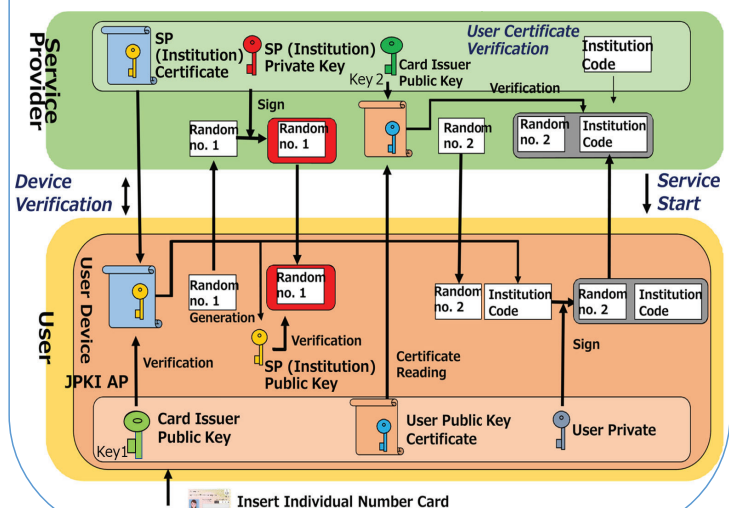 Service
Provider
SP
(Institution)
Certificate
SP (Institution)
Private Key
Key 2
Card Issuer
Public Key
User Certificate
Verification
Institution
Code
Sign
Verification
Random
no. 1
Random
no. 1
Random
no. 2
Random
no. 2
Institution
Code
Device
Verification
Service
Start
User
User Device
Random
no. 1
Generation
Random
no. 1
Verification
SP (Institution)
Public Key
Random
no. 2
Institution
Code
Random
no. 2
Institution
Code
Verification
JPKI AP
Certificate
Reading
Sign
Card Issuer
Public Key
Key1
User Public Key
Certificate
User Private
Insert Individual Number Card